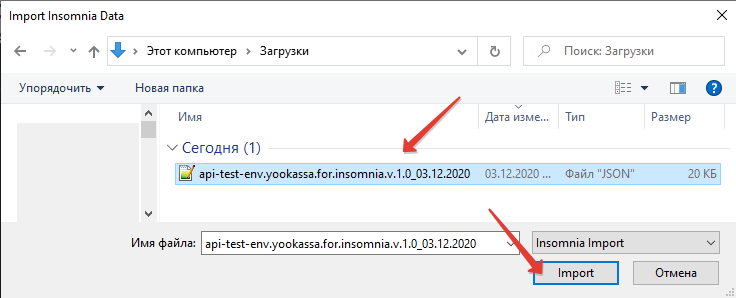 Import Insomnia Data
Этот компьютер > Загрузки
Поиск: Загрузки
Упорядочить
Новая папка
Имя
Дата изме...
Тип
Размер
Сегодня (1)
api-test-env.yookassa.for.insomnia.v.1.0_03.12.2020
03.12.2020 ...
Файл "JSON"
20 КБ
Имя файла:
api-test-env.yookassa.for.insomnia.v.1.0_03.12.2020
Insomnia Import
Import
Отмена